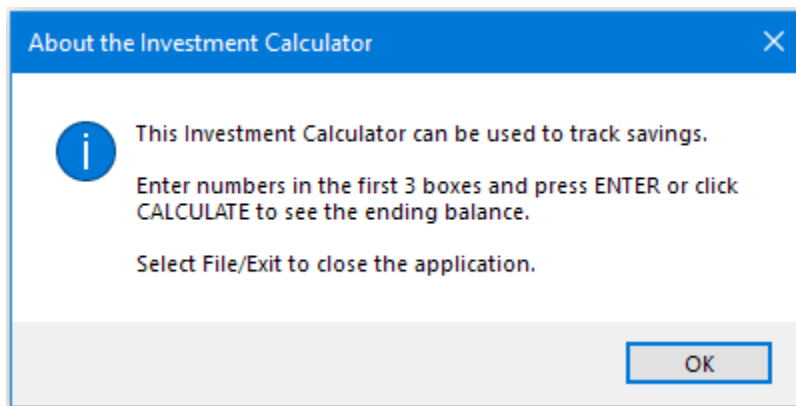 About the Investment Calculator
This Investment Calculator can be used to track savings.
Enter numbers in the first 3 boxes and press ENTER or click
CALCULATE to see the ending balance.
Select File/Exit to close the application.
OK